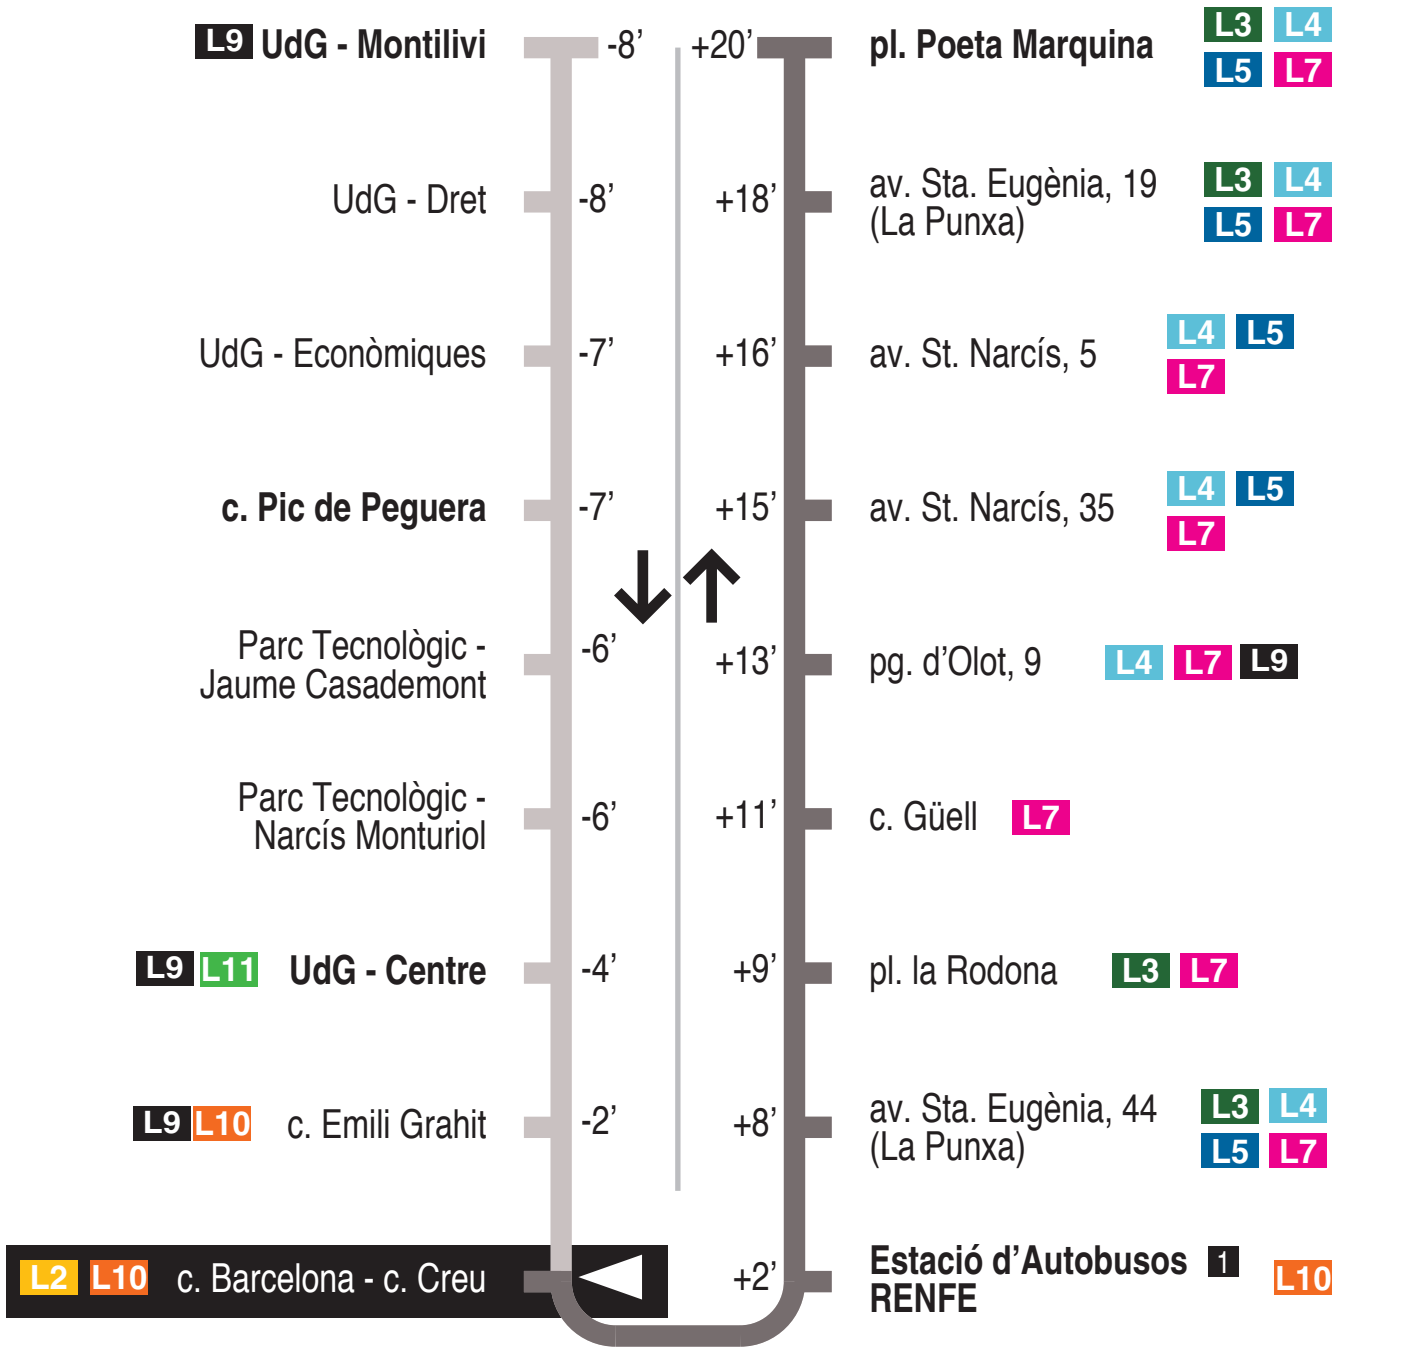 L9 UdG - Montilivi -8’
UdG - Dret -8’
UdG - Econòmiques -7’
c. Pic de Peguera -7’
Parc Tecnològic -
Jaume Casademont -6’
Parc Tecnològic -
Narcís Monturiol -6’
L9 L11 UdG - Centre -4’
L9 L10 c. Emili Grahit -2’
L2 L10 c. Barcelona - c. Creu
+20’ pl. Poeta Marquina L3 L4
L5 L7
+18’ av. Sta. Eugènia, 19 L3 L4
(La Punxa) L5 L7
+16’ av. St. Narcís, 5 L4 L5
L7
+15’ av. St. Narcís, 35 L4 L5
L7
+13’ pg. d’Olot, 9 L4 L7 L9
+11’ c. Güell L7
+9’ pl. la Rodona L3 L7
+8’ av. Sta. Eugènia, 44 L3 L4
(La Punxa) L5 L7
+2’ Estació d’Autobusos 1 L10
RENFE